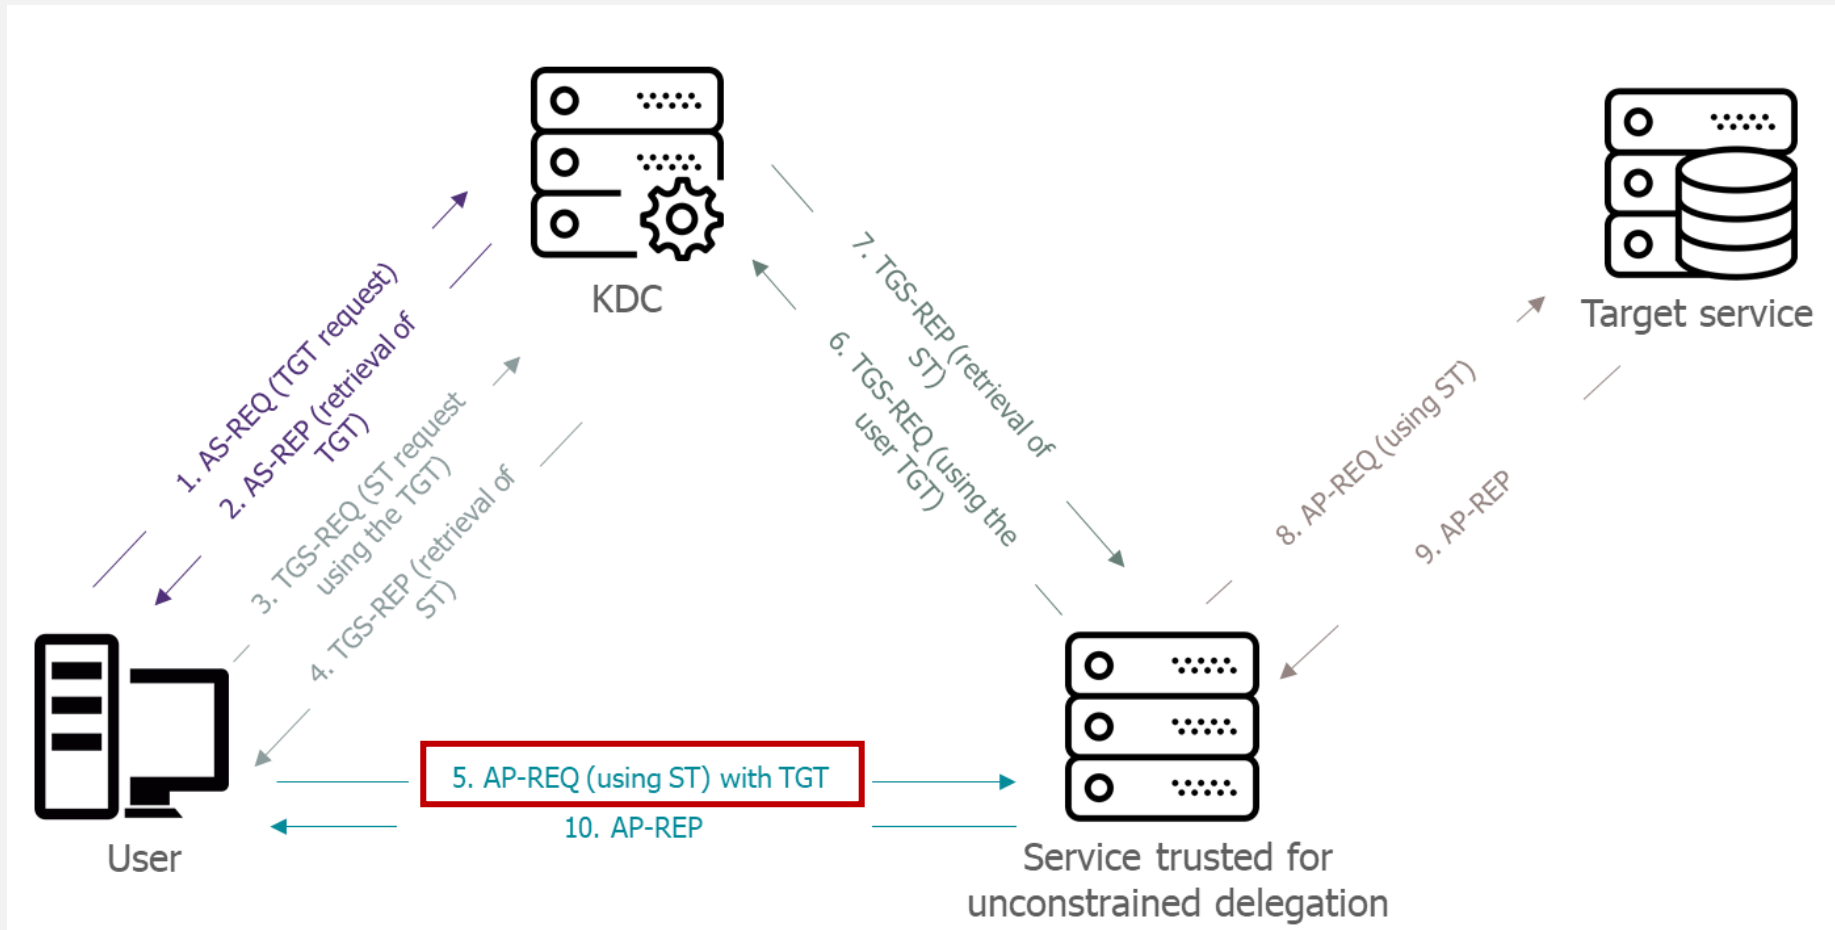 KDC
Target service
1. AS-REQ (TGT request)
2. AS-REP (retrieval of
TGT)
3. TGS-REQ (ST request
using the TGT)
4. TGS-REP (retrieval of
ST)
7. TGS-REP (retrieval of
ST)
6. TGS-REQ (using the
user TGT)
8. AP-REQ (using ST)
9. AP-REP
5. AP-REQ (using ST) with TGT
10. AP-REP
User
Service trusted for
unconstrained delegation